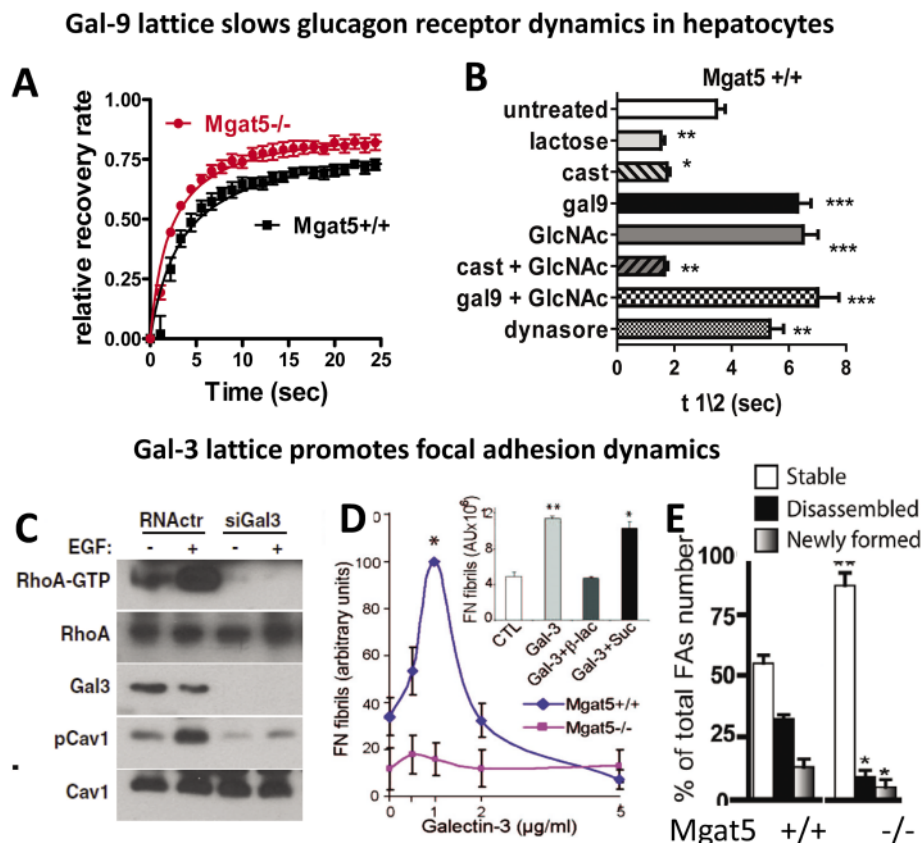 Gal-9 lattice slows glucagon receptor dynamics in hepatocytes
A
relative recovery rate
1.00
0.75
0.50
0.25
0.00
Mgat5-/-
Mgat5+/+
0 5 10 15 20 25
Time (sec)
B
Mgat5 +/+
untreated
lactose **
cast *
gal9 ***
GlcNAc ***
cast + GlcNAc **
gal9 + GlcNAc ***
dynasore **
0 2 4 6 8
t 1\2 (sec)
Gal-3 lattice promotes focal adhesion dynamics
C
RNActr siGal3
EGF: - + - +
RhoA-GTP
RhoA
Gal3
pCav1
Cav1
D
FN fibrils (arbitrary units)
100
80
60
40
20
0
*
FN fibrils (AUx10⁶)
12
8
4
0
** *
CTL
Gal-3
Gal-3+β-lac
Gal-3+Suc
Mgat5+/+
Mgat5-/-
0 1 2 5
Galectin-3 (µg/ml)
E
Stable
Disassembled
Newly formed
% of total FAs number
100
75
50
25
0
**
* *
Mgat5 +/+ -/-